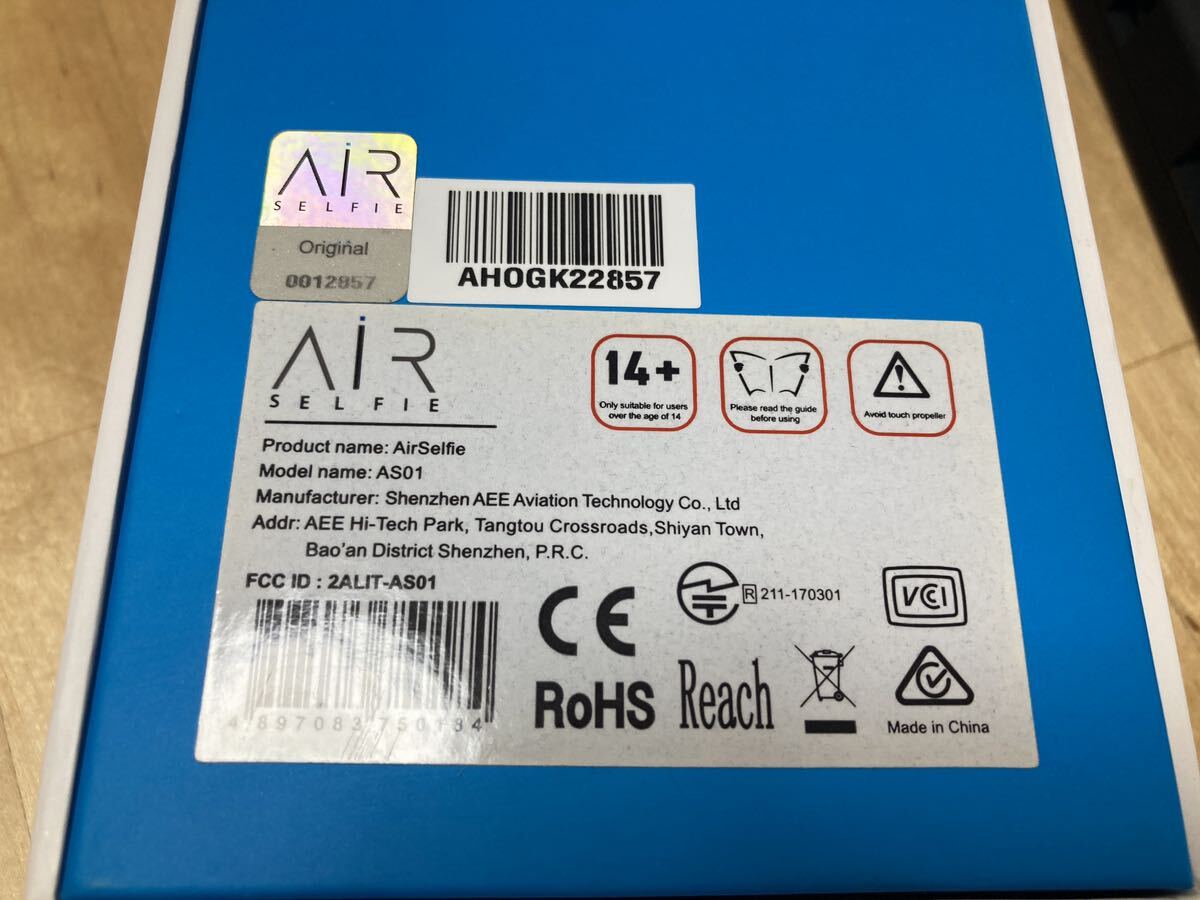 AiR
SELFIE
Original
0012857
AHOGK22857
AiR
SELFIE
14+
Only suitable for users
over the age of 14
Please read the guide
before using
Avoid touch propeller
Product name: AirSelfie
Model name: AS01
Manufacturer: Shenzhen AEE Aviation Technology Co., Ltd
Addr: AEE Hi-Tech Park, Tangtou Crossroads,Shiyan Town,
Bao'an District Shenzhen, P.R.C.
FCC ID : 2ALIT-AS01
4 897083 750134
CE
R 211-170301
VCCI
RoHS
Reach
Made in China